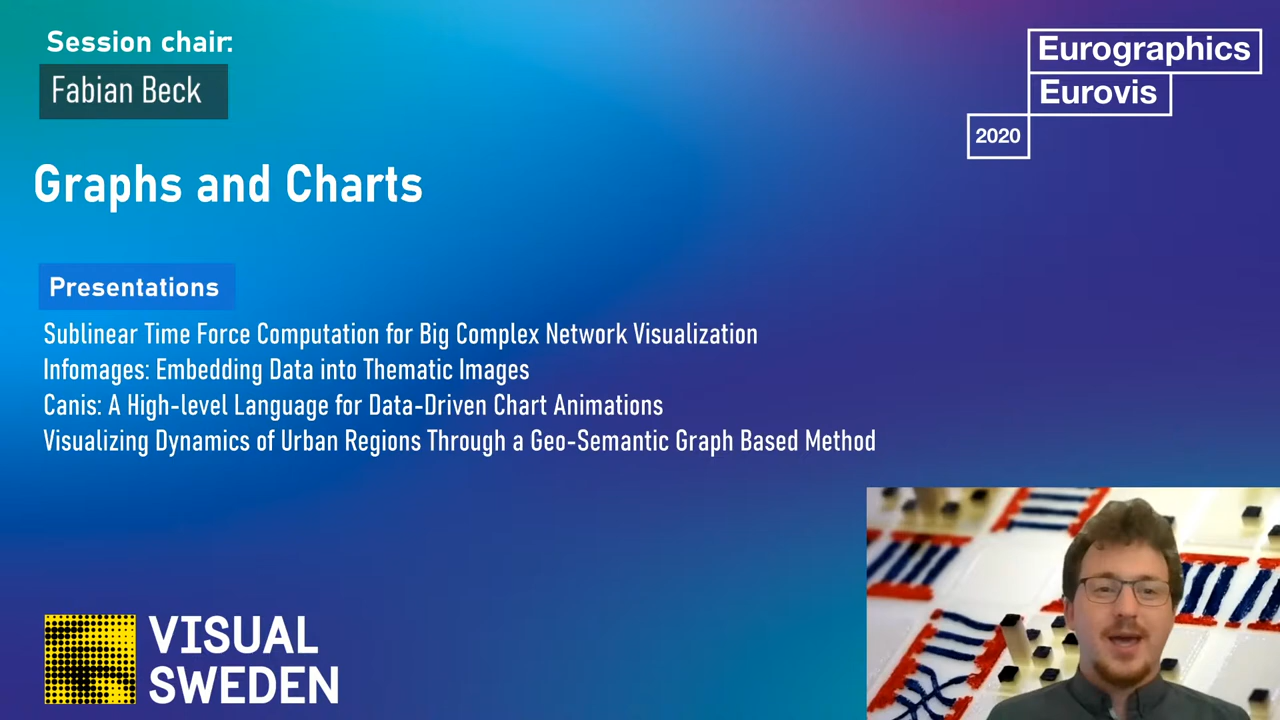 Session chair:
Fabian Beck
Eurographics
Eurovis
2020
Graphs and Charts
Presentations
Sublinear Time Force Computation for Big Complex Network Visualization
Infomages: Embedding Data into Thematic Images
Canis: A High-level Language for Data-Driven Chart Animations
Visualizing Dynamics of Urban Regions Through a Geo-Semantic Graph Based Method
VISUAL
SWEDEN